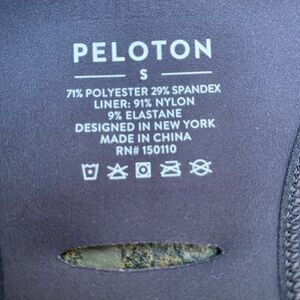 PELOTON
S
71% POLYESTER 29% SPANDEX
LINER: 91% NYLON
9% ELASTANE
DESIGNED IN NEW YORK
MADE IN CHINA
RN# 150110